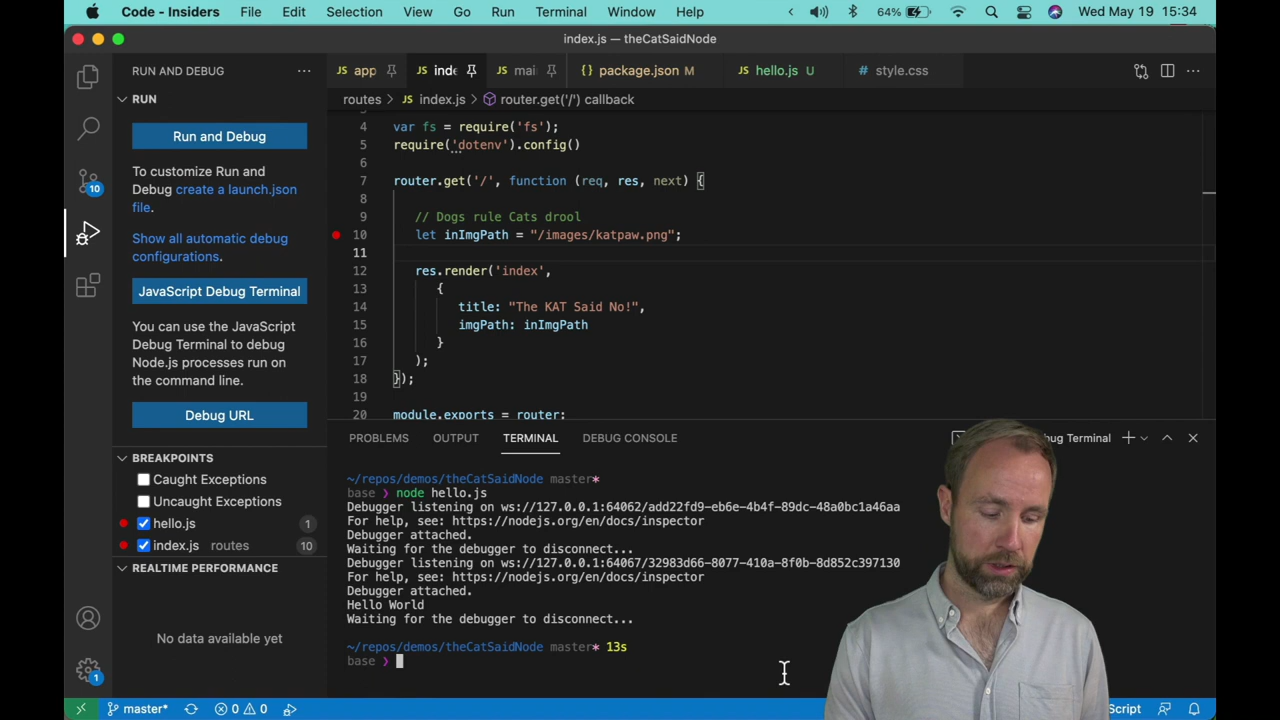 Code - Insiders File Edit Selection View Go Run Terminal Window Help 64% Wed May 19 15:34
index.js — theCatSaidNode
RUN AND DEBUG
JS app JS ind JS mai {} package.json M JS hello.js U # style.css
RUN
routes > JS index.js > router.get('/') callback
Run and Debug
To customize Run and
Debug create a launch.json
file.
Show all automatic debug
configurations.
JavaScript Debug Terminal
You can use the JavaScript
Debug Terminal to debug
Node.js processes run on
the command line.
Debug URL
BREAKPOINTS
Caught Exceptions
Uncaught Exceptions
hello.js 1
index.js routes 10
REALTIME PERFORMANCE
No data available yet
4 var fs = require('fs');
5 require('dotenv').config()
6
7 router.get('/', function (req, res, next) {
8
9 // Dogs rule Cats drool
10 let inImgPath = "/images/katpaw.png";
11
12 res.render('index',
13 {
14 title: "The KAT Said No!",
15 imgPath: inImgPath
16 }
17 );
18 });
19
20 module.exports = router;
PROBLEMS OUTPUT TERMINAL DEBUG CONSOLE Terminal
~/repos/demos/theCatSaidNode master*
base ❯ node hello.js
Debugger listening on ws://127.0.0.1:64062/add22fd9-eb6e-4b4f-89dc-48a0bc1a46aa
For help, see: https://nodejs.org/en/docs/inspector
Debugger attached.
Waiting for the debugger to disconnect...
Debugger listening on ws://127.0.0.1:64067/32983d66-8077-410a-8f0b-8d852c397130
For help, see: https://nodejs.org/en/docs/inspector
Debugger attached.
Hello World
Waiting for the debugger to disconnect...
~/repos/demos/theCatSaidNode master* 13s
base ❯
10
1
master* 0 0 Script